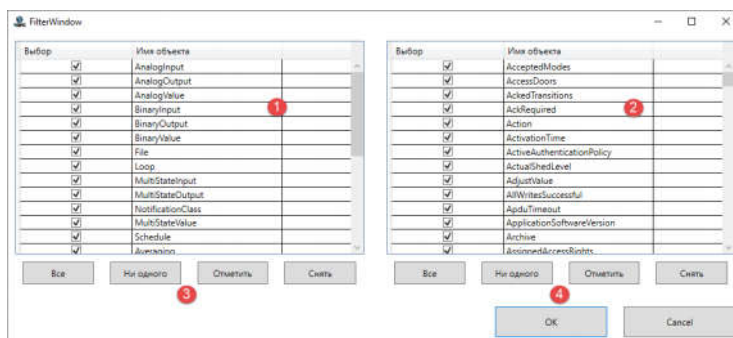 FilterWindow
Выбор Имя объекта
AnalogInput
AnalogOutput
AnalogValue
1
BinaryInput
BinaryOutput
BinaryValue
File
Loop
MultiStateInput
MultiStateOutput
NotificationClass
MultiStateValue
Schedule
Averaging
Все Ни одного Отметить Снять
3
Выбор Имя объекта
AcceptedModes
AccessDoors
AckedTransitions
2
AckRequired
Action
ActivationTime
ActiveAuthenticationPolicy
ActualShedLevel
AdjustValue
AllWritesSuccessful
ApduTimeout
ApplicationSoftwareVersion
Archive
AssignedAccessRights
Все Ни одного Отметить Снять
4
OK Cancel